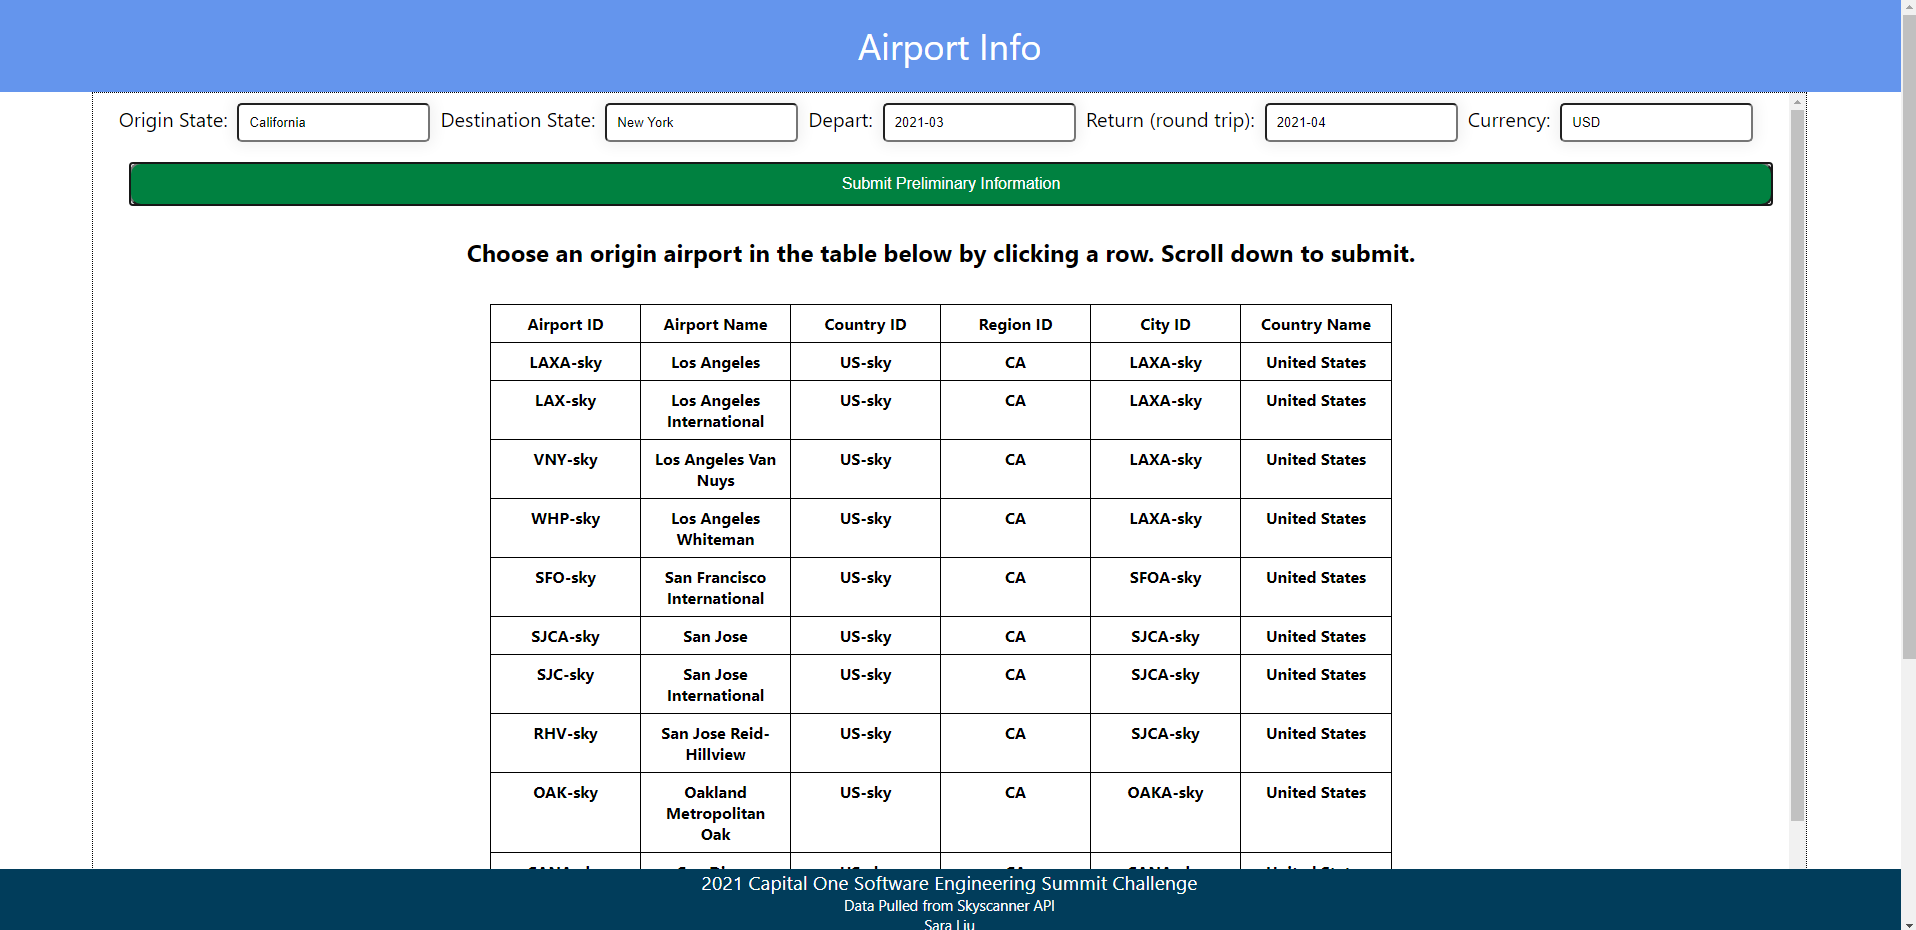 Airport Info
Origin State: California Destination State: New York Depart: 2021-03 Return (round trip): 2021-04 Currency: USD
Submit Preliminary Information
Choose an origin airport in the table below by clicking a row. Scroll down to submit.
Airport ID Airport Name Country ID Region ID City ID Country Name
LAXA-sky Los Angeles US-sky CA LAXA-sky United States
LAX-sky Los Angeles US-sky CA LAXA-sky United States
International
VNY-sky Los Angeles Van US-sky CA LAXA-sky United States
Nuys
WHP-sky Los Angeles US-sky CA LAXA-sky United States
Whiteman
SFO-sky San Francisco US-sky CA SFOA-sky United States
International
SJCA-sky San Jose US-sky CA SJCA-sky United States
SJC-sky San Jose US-sky CA SJCA-sky United States
International
RHV-sky San Jose Reid- US-sky CA SJCA-sky United States
Hillview
OAK-sky Oakland US-sky CA OAKA-sky United States
Metropolitan
Oak
2021 Capital One Software Engineering Summit Challenge
Data Pulled from Skyscanner API
Sara Liu